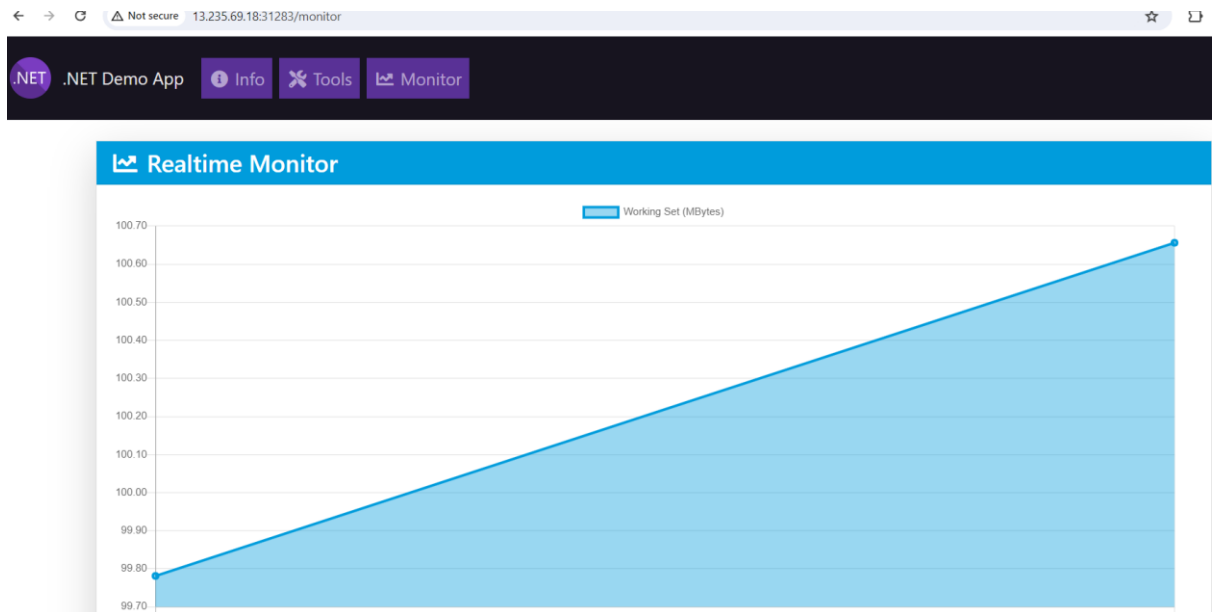 Not secure 13.235.69.18:31283/monitor
.NET .NET Demo App Info Tools Monitor
Realtime Monitor
Working Set (MBytes)
100.70
100.60
100.50
100.40
100.30
100.20
100.10
100.00
99.90
99.80
99.70